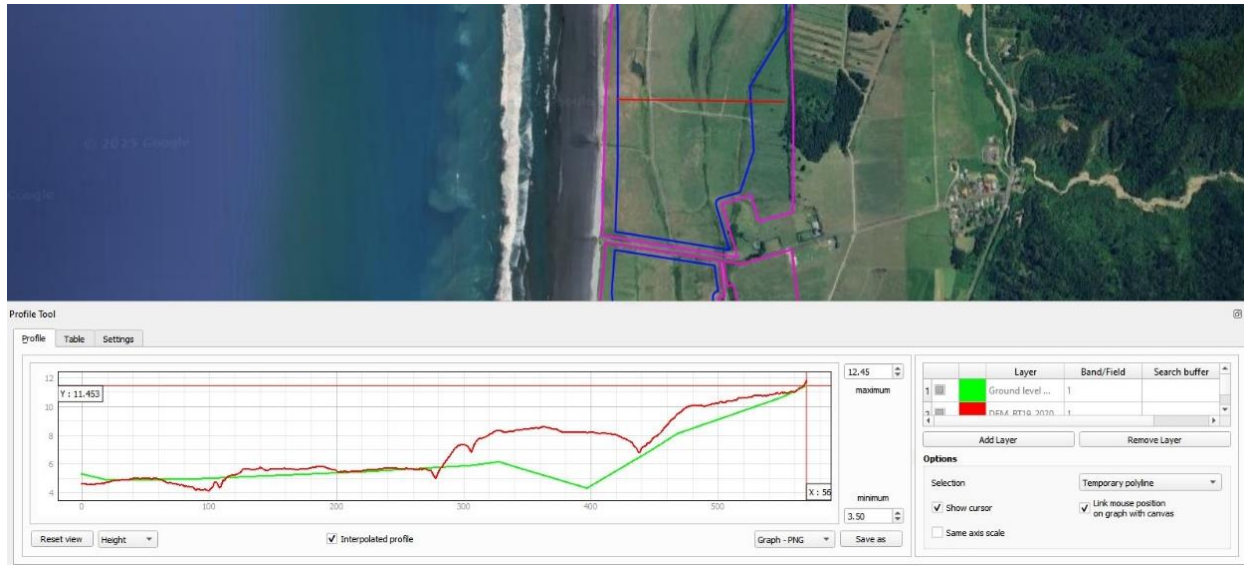 © 2025 Google
Google
Profile Tool
Profile Table Settings
12 10 8 6 4
Y : 11.453
X : 56
0 100 200 300 400 500
12.45
maximum
minimum
3.50
Reset view Height Interpolated profile Graph - PNG Save as
Layer Band/Field Search buffer
1 Ground level ... 1
2 DEM_RT19_2020 1
Add Layer Remove Layer
Options
Selection Temporary polyline
Show cursor Link mouse position
on graph with canvas
Same axis scale